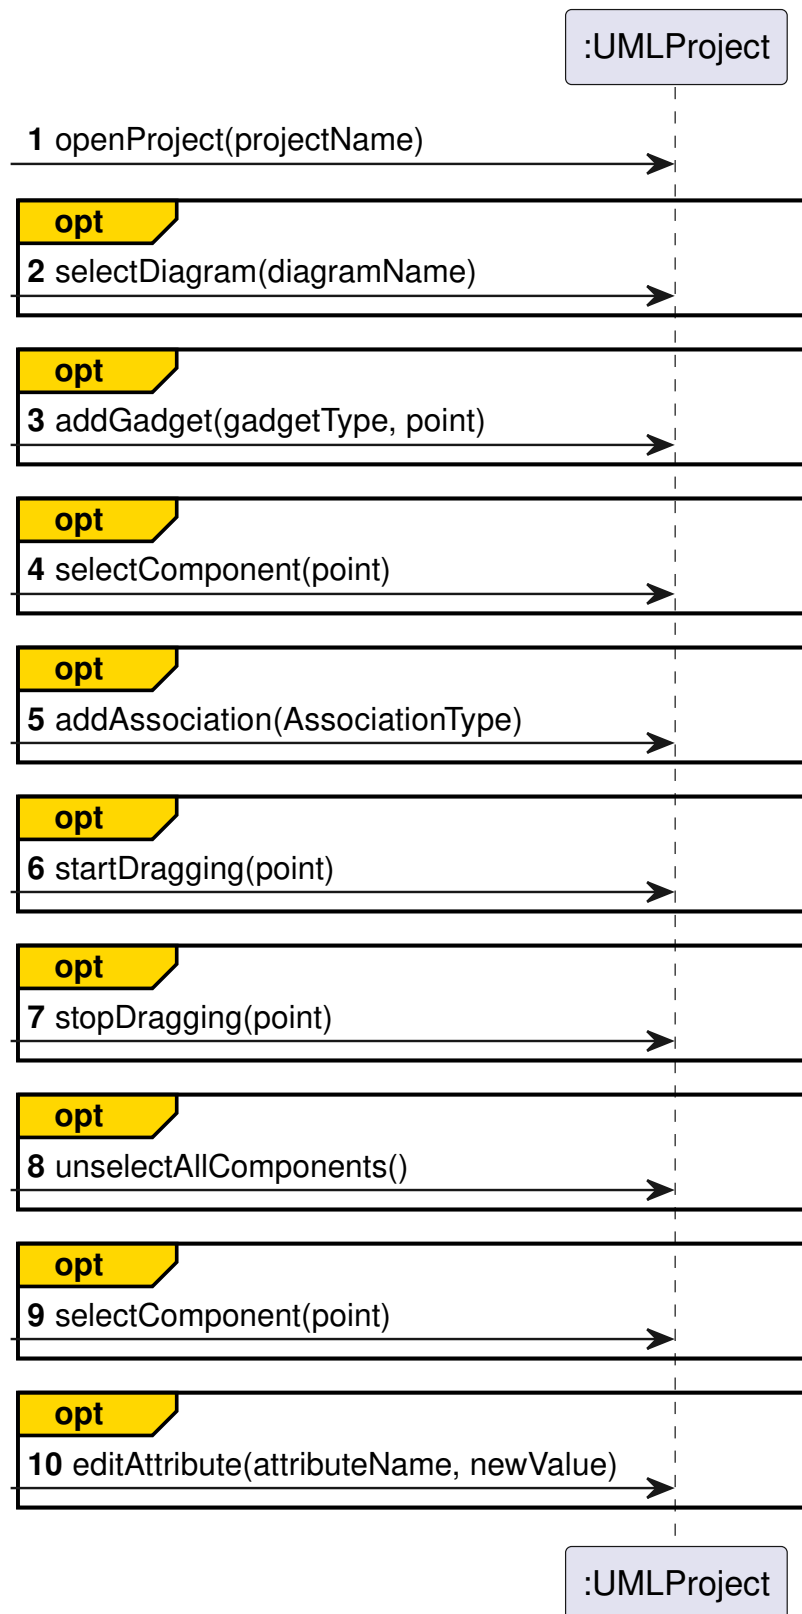 :UMLProject
1 openProject(projectName)
opt
2 selectDiagram(diagramName)
opt
3 addGadget(gadgetType, point)
opt
4 selectComponent(point)
opt
5 addAssociation(AssociationType)
opt
6 startDragging(point)
opt
7 stopDragging(point)
opt
8 unselectAllComponents()
opt
9 selectComponent(point)
opt
10 editAttribute(attributeName, newValue)
:UMLProject